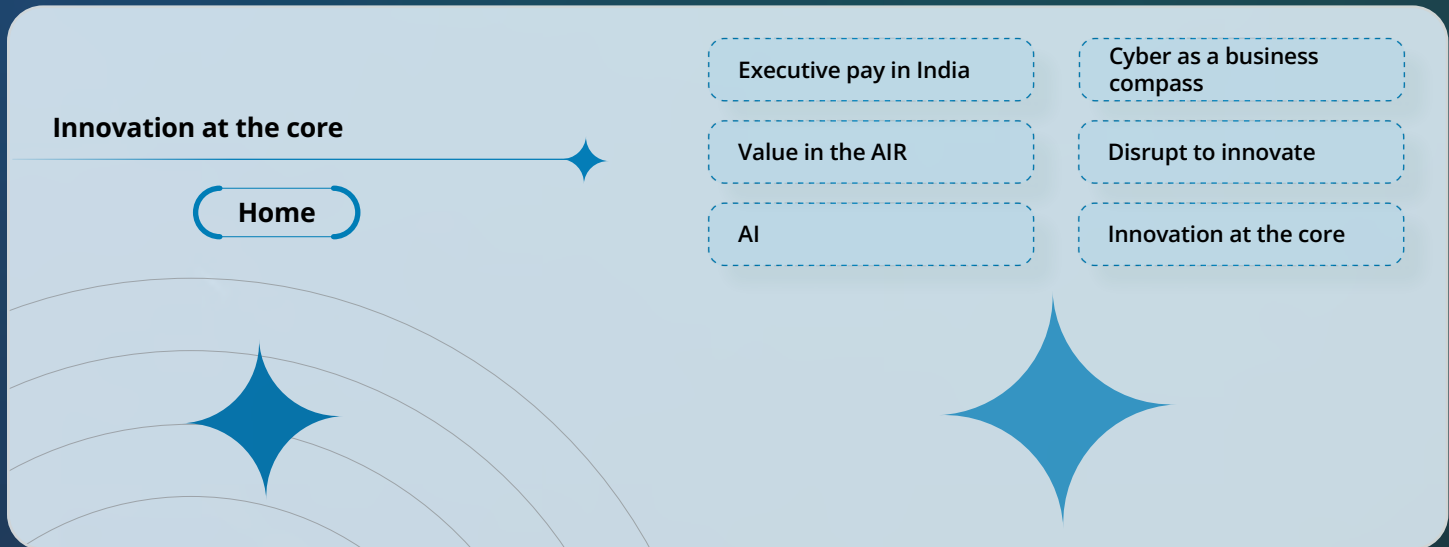 Innovation at the core
Home
Executive pay in India
Cyber as a business
compass
Value in the AIR
Disrupt to innovate
AI
Innovation at the core